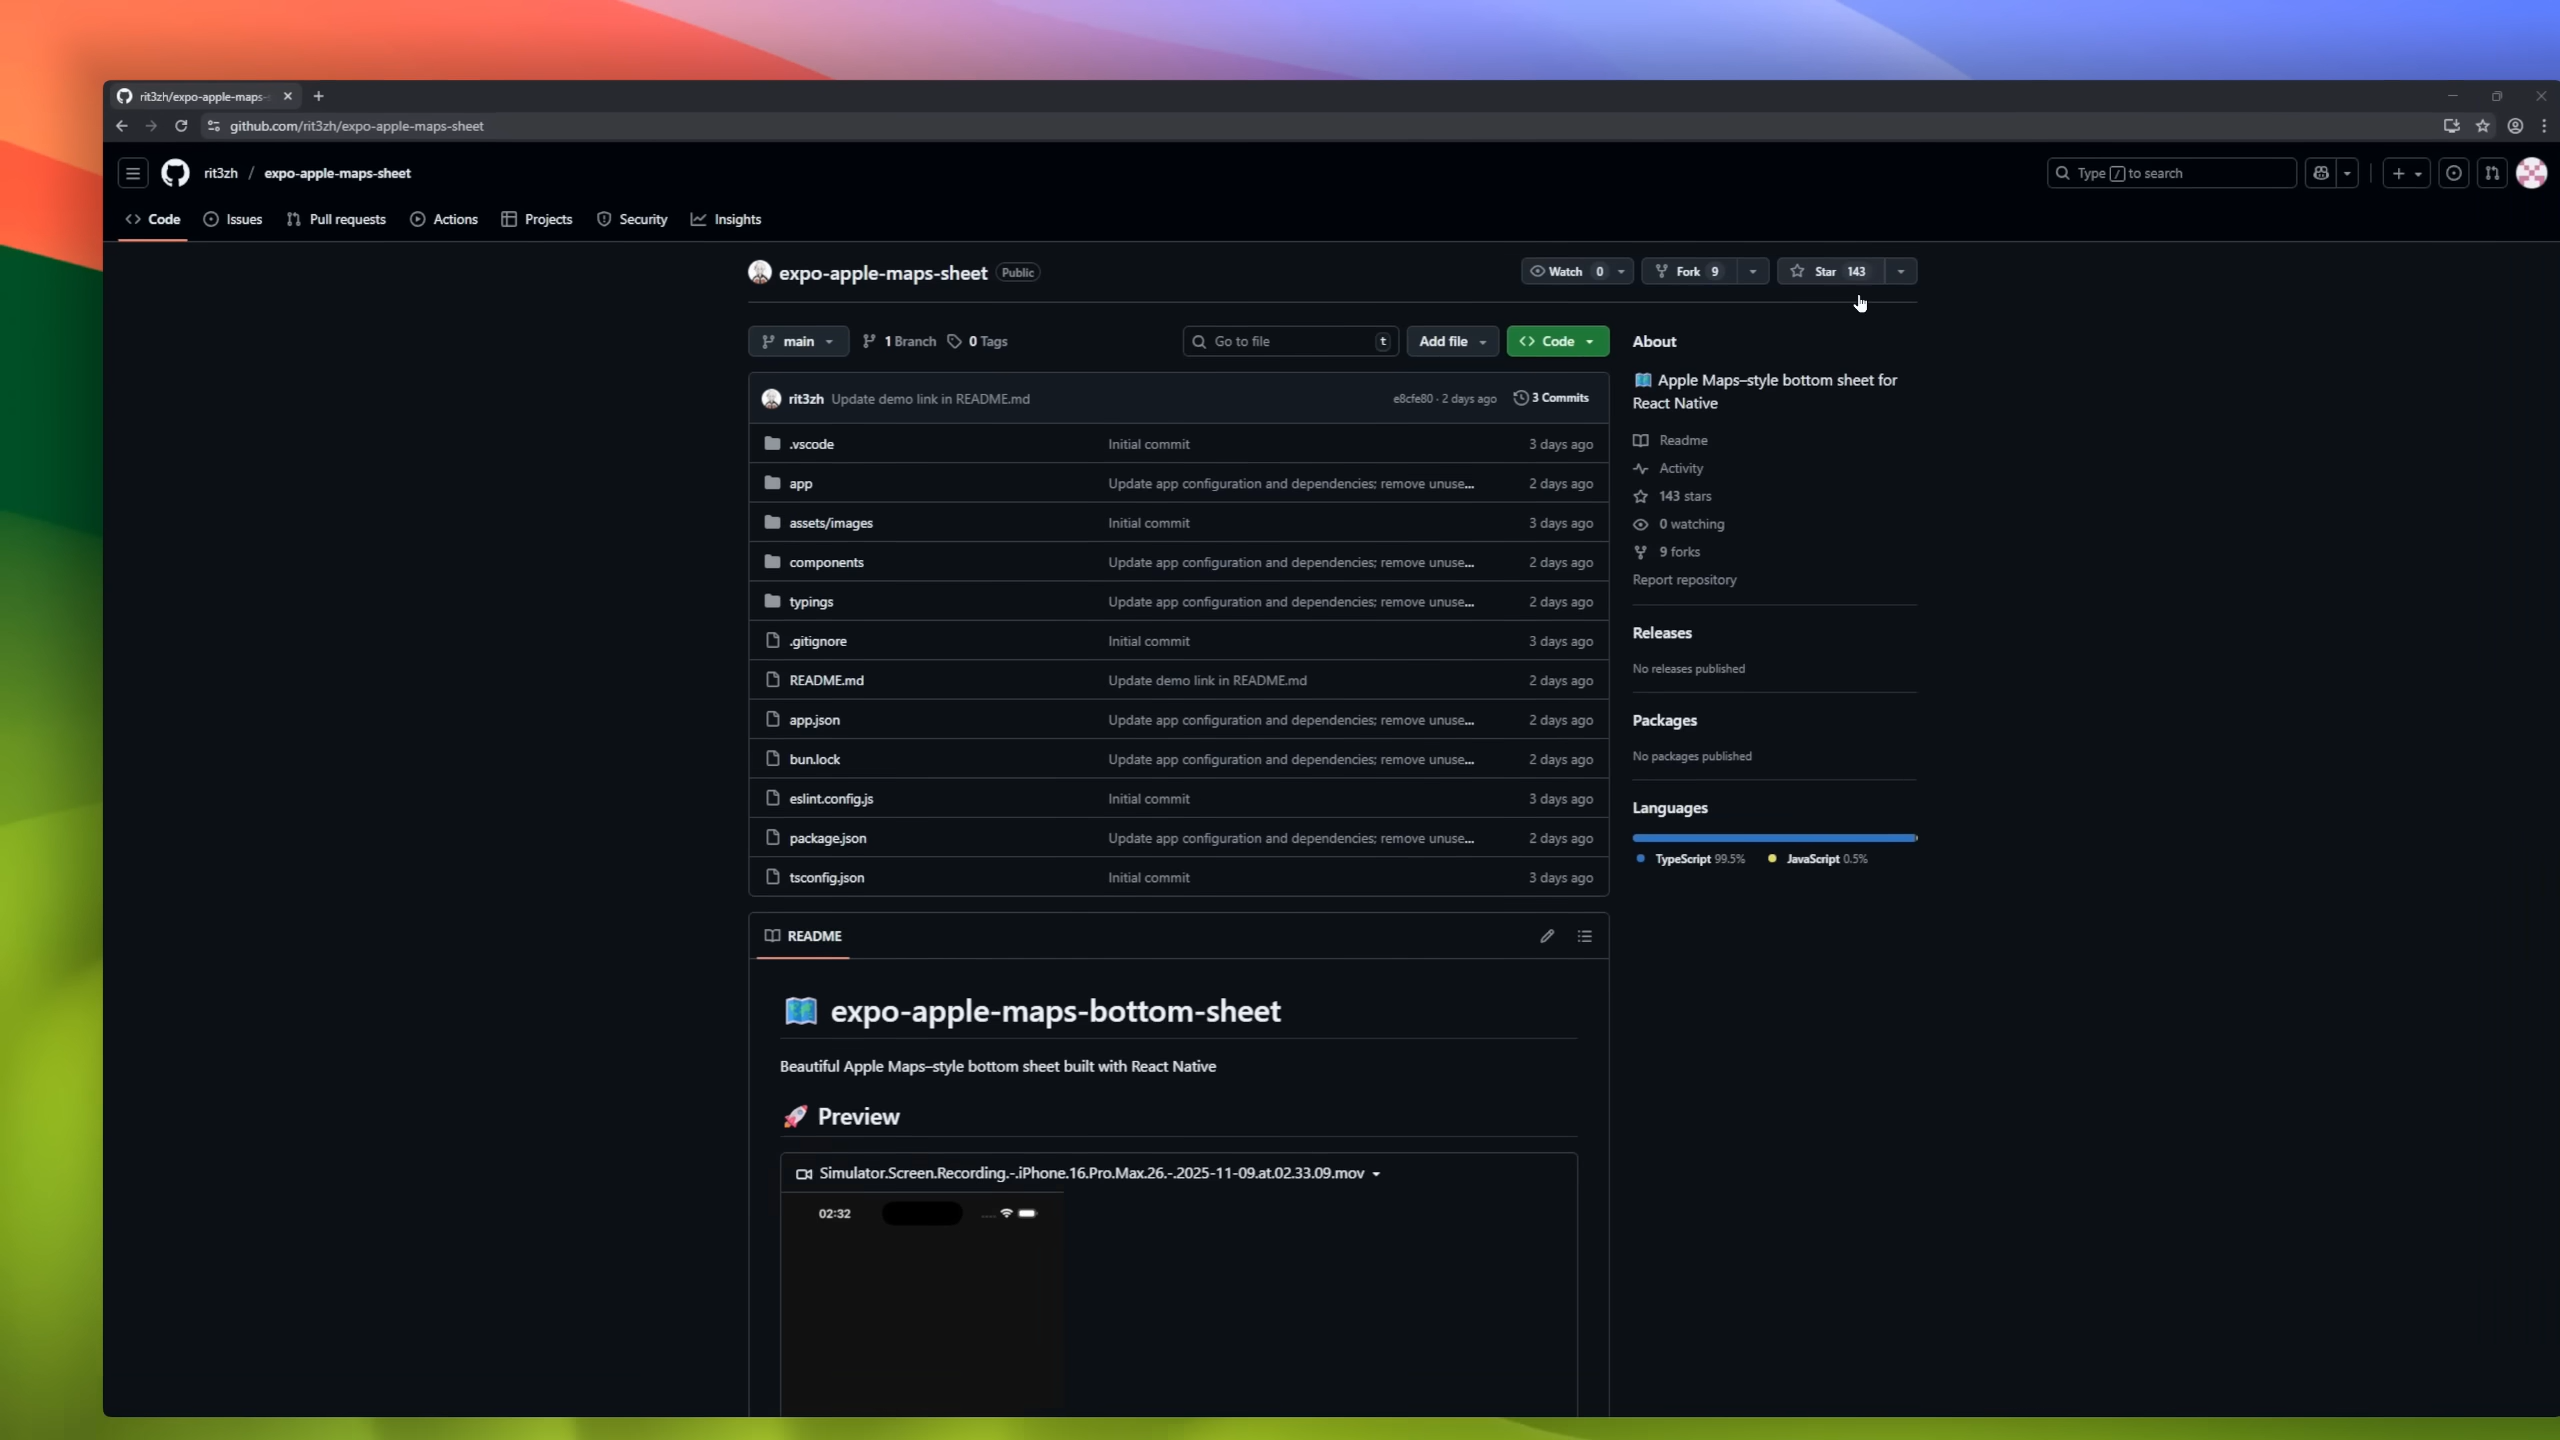 rit3zh/expo-apple-maps-
github.com/rit3zh/expo-apple-maps-sheet
rit3zh / expo-apple-maps-sheet
Type / to search
Code Issues Pull requests Actions Projects Security Insights
expo-apple-maps-sheet Public
Watch 0 Fork 9 Star 143
main 1 Branch 0 Tags Go to file t Add file Code
rit3zh Update demo link in README.md e8cfe80 · 2 days ago 3 Commits
.vscode Initial commit 3 days ago
app Update app configuration and dependencies; remove unuse... 2 days ago
assets/images Initial commit 3 days ago
components Update app configuration and dependencies; remove unuse... 2 days ago
typings Update app configuration and dependencies; remove unuse... 2 days ago
.gitignore Initial commit 3 days ago
README.md Update demo link in README.md 2 days ago
app.json Update app configuration and dependencies; remove unuse... 2 days ago
bun.lock Update app configuration and dependencies; remove unuse... 2 days ago
eslint.config.js Initial commit 3 days ago
package.json Update app configuration and dependencies; remove unuse... 2 days ago
tsconfig.json Initial commit 3 days ago
About
Apple Maps–style bottom sheet for
React Native
Readme
Activity
143 stars
0 watching
9 forks
Report repository
Releases
No releases published
Packages
No packages published
Languages
TypeScript 99.5% JavaScript 0.5%
README
expo-apple-maps-bottom-sheet
Beautiful Apple Maps–style bottom sheet built with React Native
Preview
Simulator.Screen.Recording.-.iPhone.16.Pro.Max.26.-.2025-11-09.at.02.33.09.mov
02:32